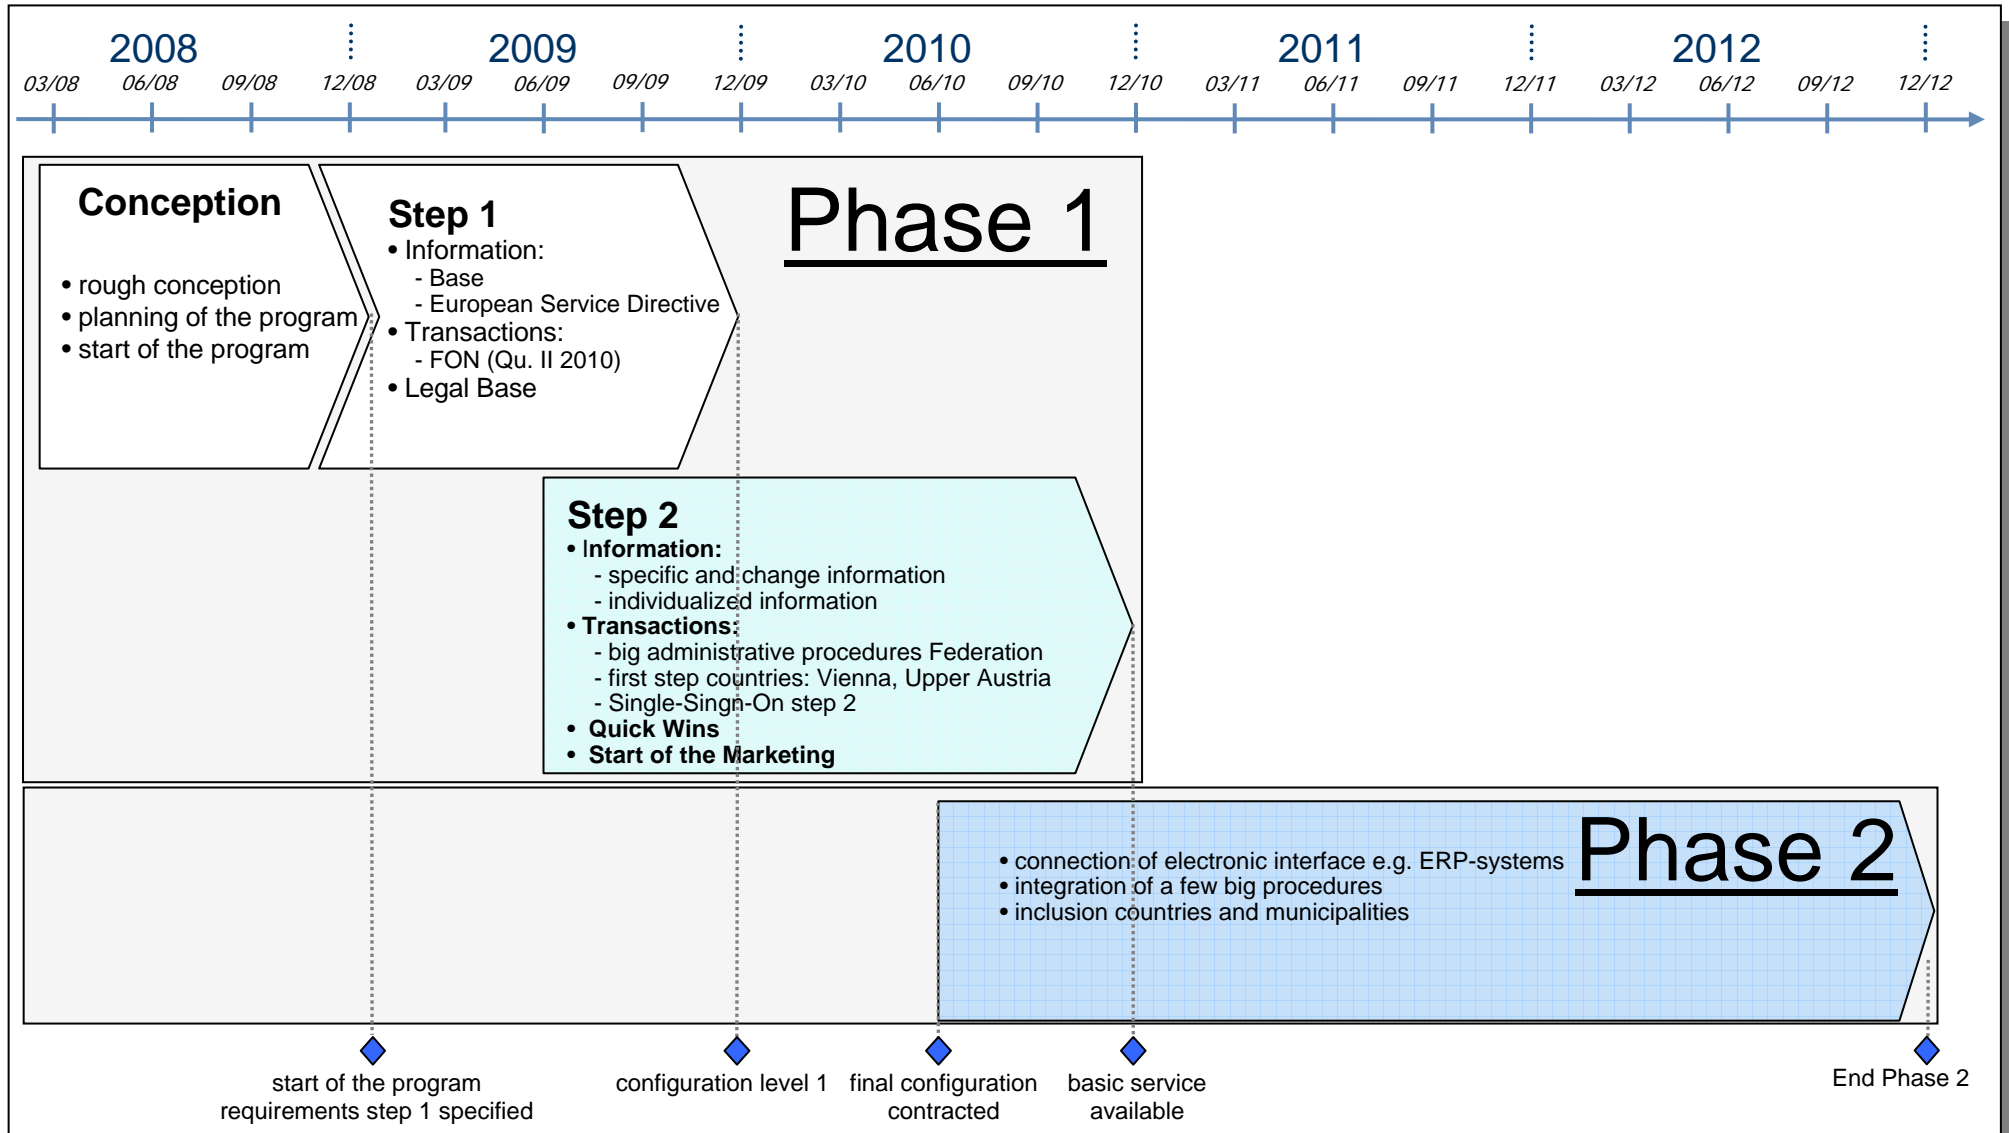 2008
2009
2010
2011
2012
03/08
06/08
09/08
12/08
03/09
06/09
09/09
12/09
03/10
06/10
09/10
12/10
03/11
06/11
09/11
12/11
03/12
06/12
09/12
12/12
Conception
• rough conception
• planning of the program
• start of the program
Step 1
• Information:
- Base
- European Service Directive
• Transactions:
- FON (Qu. II 2010)
• Legal Base
Phase 1
Step 2
• Information:
- specific and change information
- individualized information
• Transactions:
- big administrative procedures Federation
- first step countries: Vienna, Upper Austria
- Single-Singn-On step 2
• Quick Wins
• Start of the Marketing
Phase 2
• connection of electronic interface e.g. ERP-systems
• integration of a few big procedures
• inclusion countries and municipalities
start of the program
requirements step 1 specified
configuration level 1
final configuration
contracted
basic service
available
End Phase 2